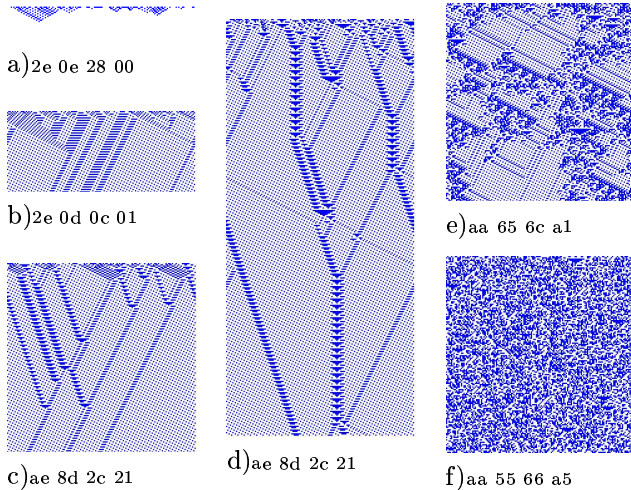 a)2e 0e 28 00
b)2e 0d 0c 01
c)ae 8d 2c 21
d)ae 8d 2c 21
e)aa 65 6c a1
f)aa 55 66 a5